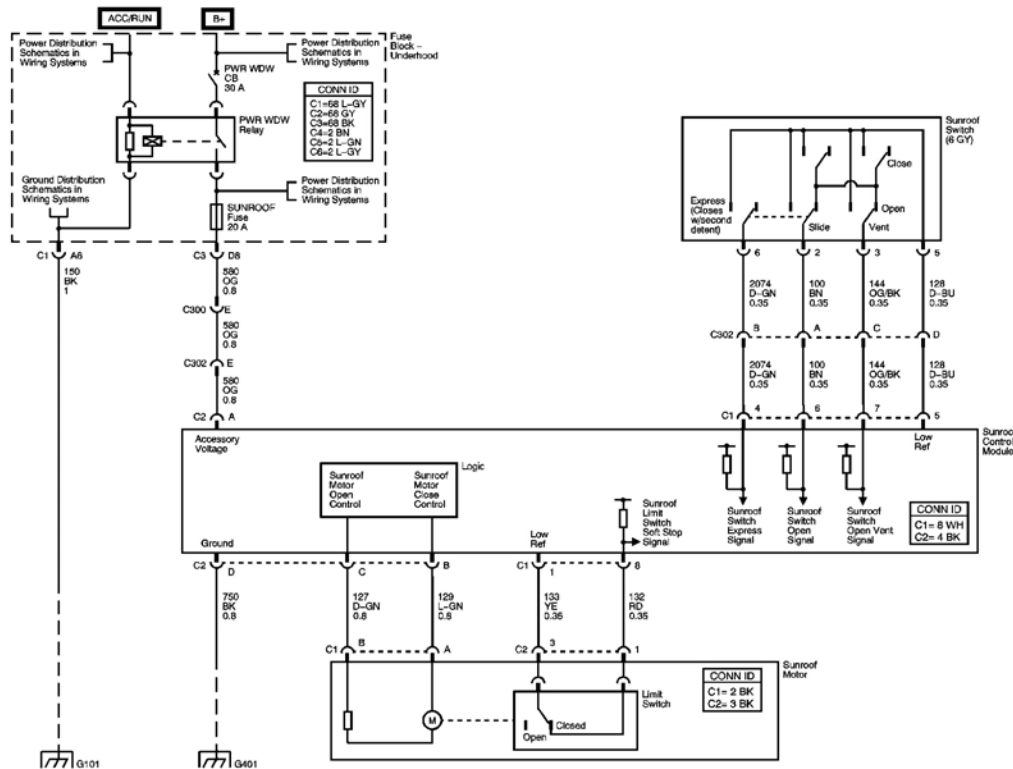 ACC/RUN
B+
Power Distribution
Schematics in
Wiring Systems
Power Distribution
Schematics in
Wiring Systems
Fuse
Block –
Underhood
PWR WDW
CB
30 A
CONN ID
C1=68 L-GY
C2=68 GY
C3=68 BK
C4=2 BN
C5=2 L-GN
C6=2 L-GY
PWR WDW
Relay
Ground Distribution
Schematics in
Wiring Systems
Power Distribution
Schematics in
Wiring Systems
SUNROOF
Fuse
20 A
Sunroof
Switch
(6 GY)
Close
Express
(Closes
w/second
detent)
Slide
Open
Vent
C1 A6
C3 D8
6 2 3 5
150
BK
1
580
OG
0.8
2074
D-GN
0.35
100
BN
0.35
144
OG/BK
0.35
128
D-BU
0.35
C300 E
C302 B A C D
580
OG
0.8
2074
D-GN
0.35
100
BN
0.35
144
OG/BK
0.35
128
D-BU
0.35
C302 E
580
OG
0.8
C2 A
C1 4 6 7 5
Accessory
Voltage
Low
Ref
Sunroof
Control
Module
Logic
Sunroof
Motor
Open
Control
Sunroof
Motor
Close
Control
Sunroof
Limit
Switch
Soft Stop
Signal
Sunroof
Switch
Express
Signal
Sunroof
Switch
Open
Signal
Sunroof
Switch
Open Vent
Signal
CONN ID
C1= 8 WH
C2= 4 BK
Ground
Low
Ref
C2 D C B
C1 1 8
750
BK
0.8
127
D-GN
0.8
129
L-GN
0.8
133
YE
0.35
132
RD
0.35
C1 B A
C2 3 1
Sunroof
Motor
CONN ID
C1= 2 BK
C2= 3 BK
M
Limit
Switch
Closed
Open
G101
G401